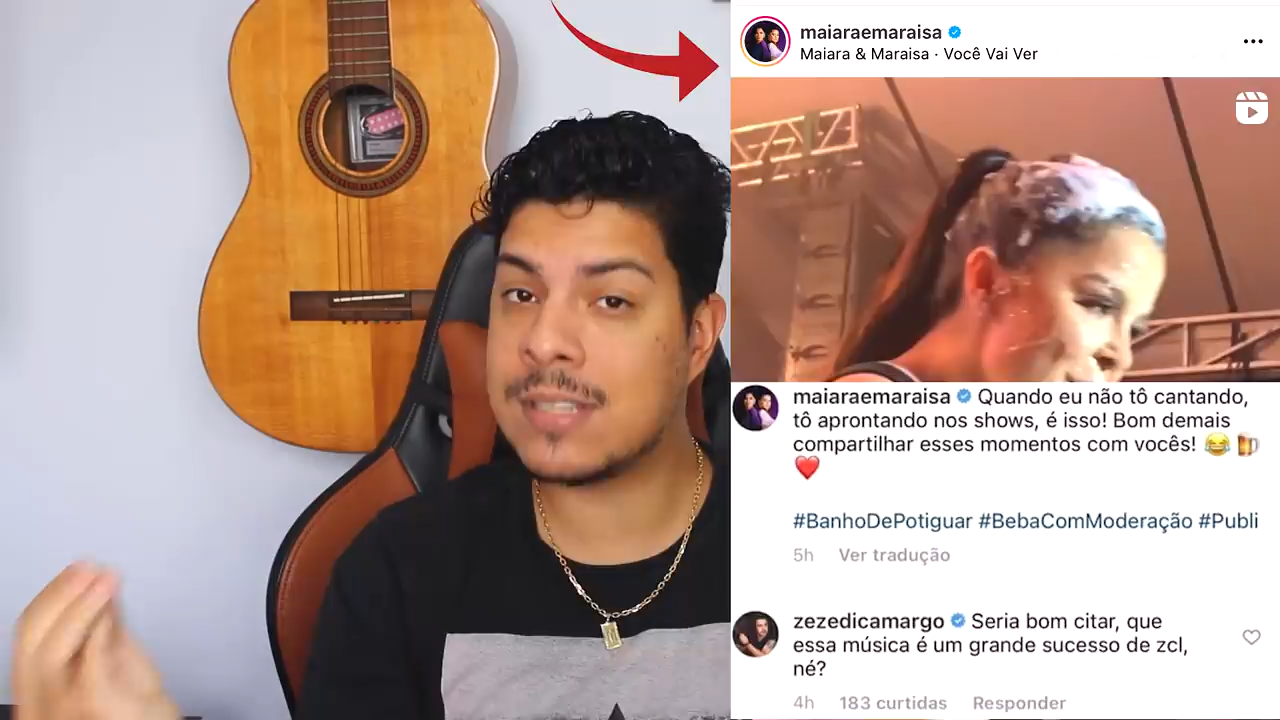 maiaraemaraisa
Maiara & Maraisa · Você Vai Ver
maiaraemaraisa Quando eu não tô cantando,
tô aprontando nos shows, é isso! Bom demais
compartilhar esses momentos com vocês! 😂🍺
❤️
#BanhoDePotiguar #BebaComModeração #Publi
5h Ver tradução
zezedicamargo Seria bom citar, que
essa música é um grande sucesso de zcl,
né?
4h 183 curtidas Responder